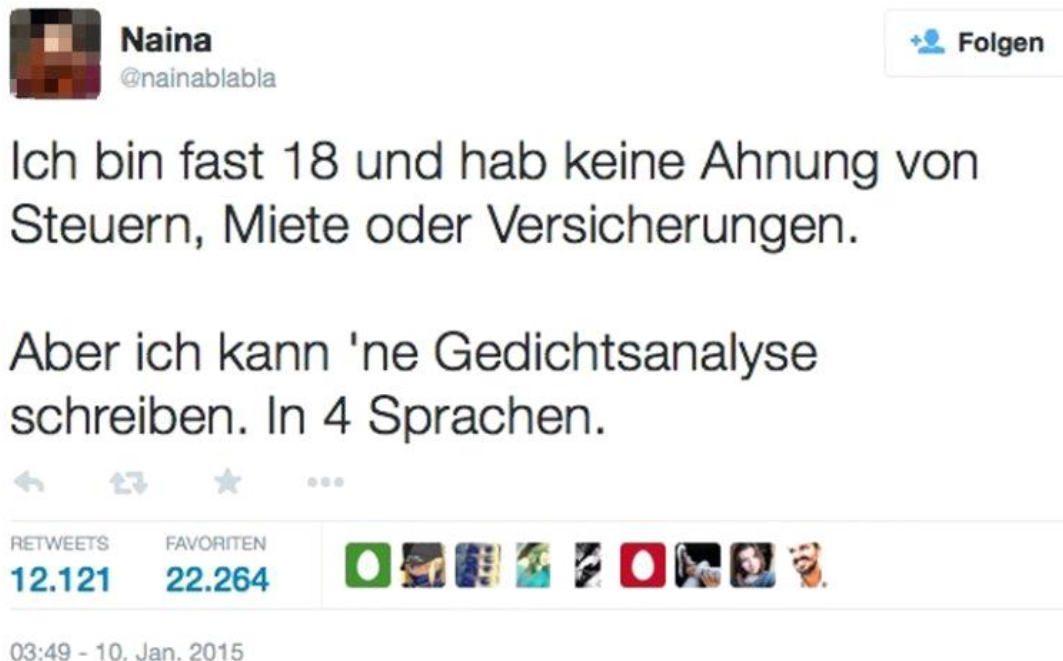 Naina
@nainablabla
Folgen
Ich bin fast 18 und hab keine Ahnung von
Steuern, Miete oder Versicherungen.
Aber ich kann 'ne Gedichtsanalyse
schreiben. In 4 Sprachen.
RETWEETS FAVORITEN
12.121 22.264
03:49 - 10. Jan. 2015